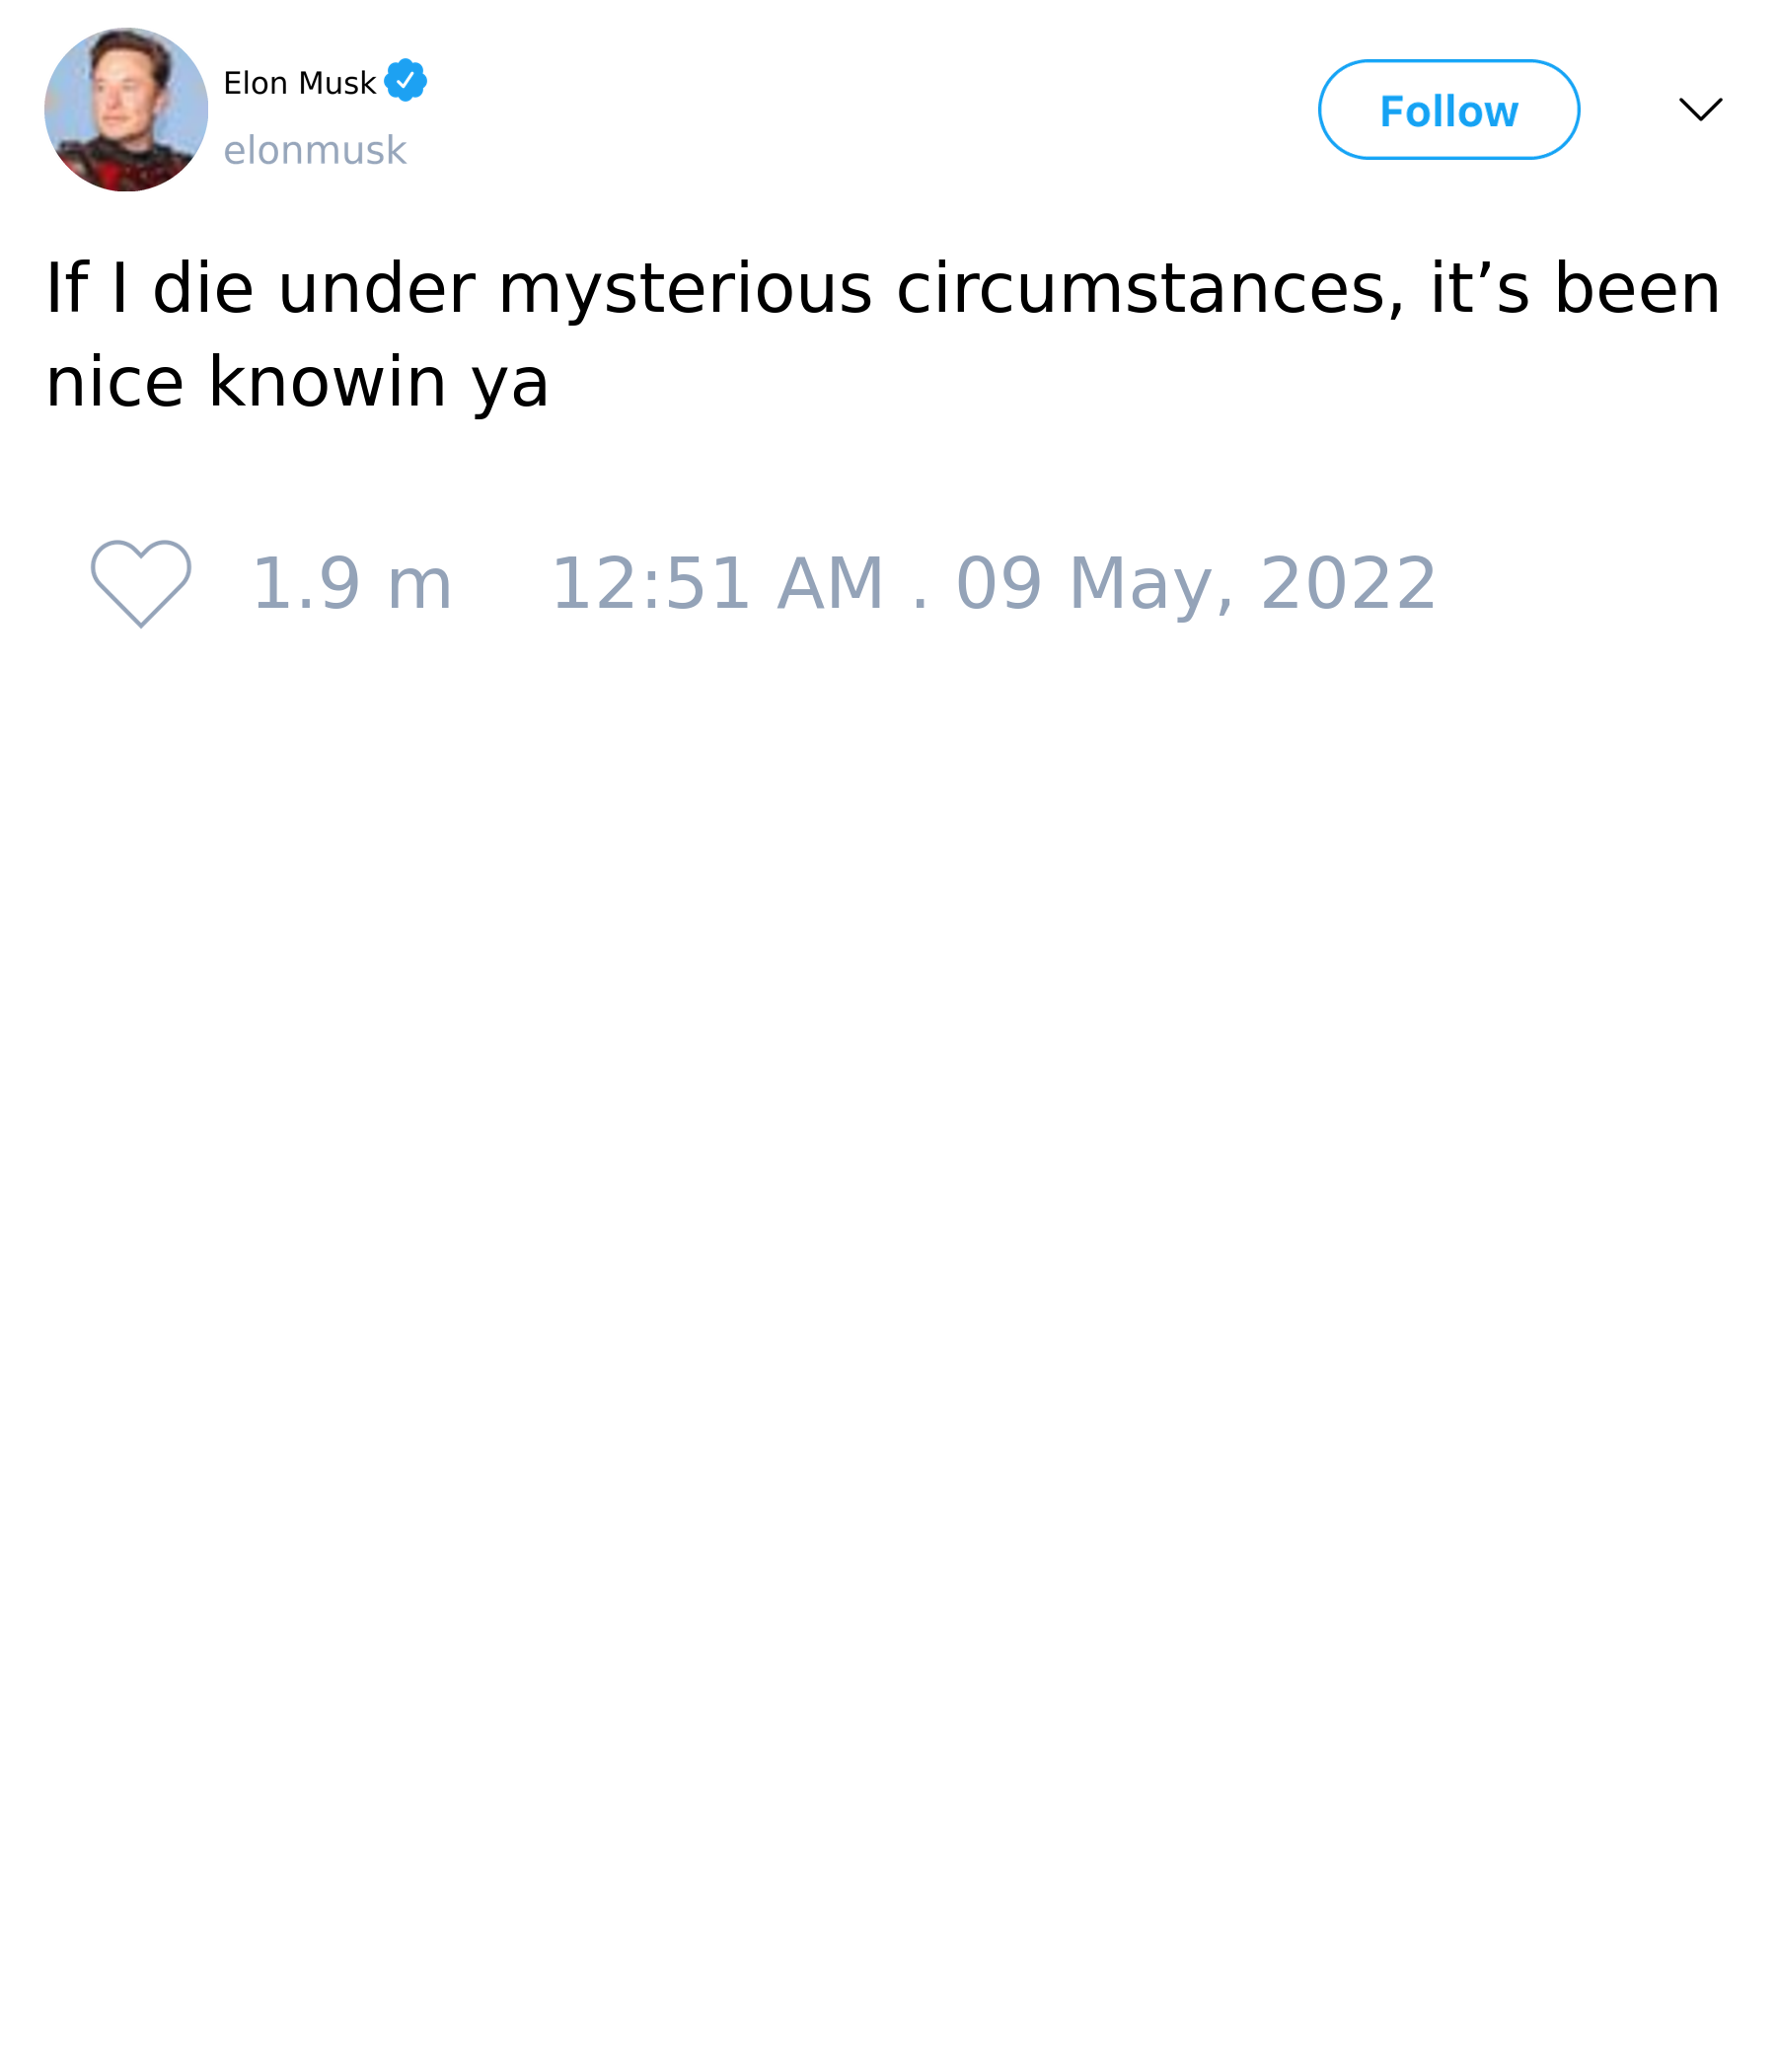 Elon Musk
elonmusk
Follow
If I die under mysterious circumstances, it’s been
nice knowin ya
1.9 m 12:51 AM . 09 May, 2022